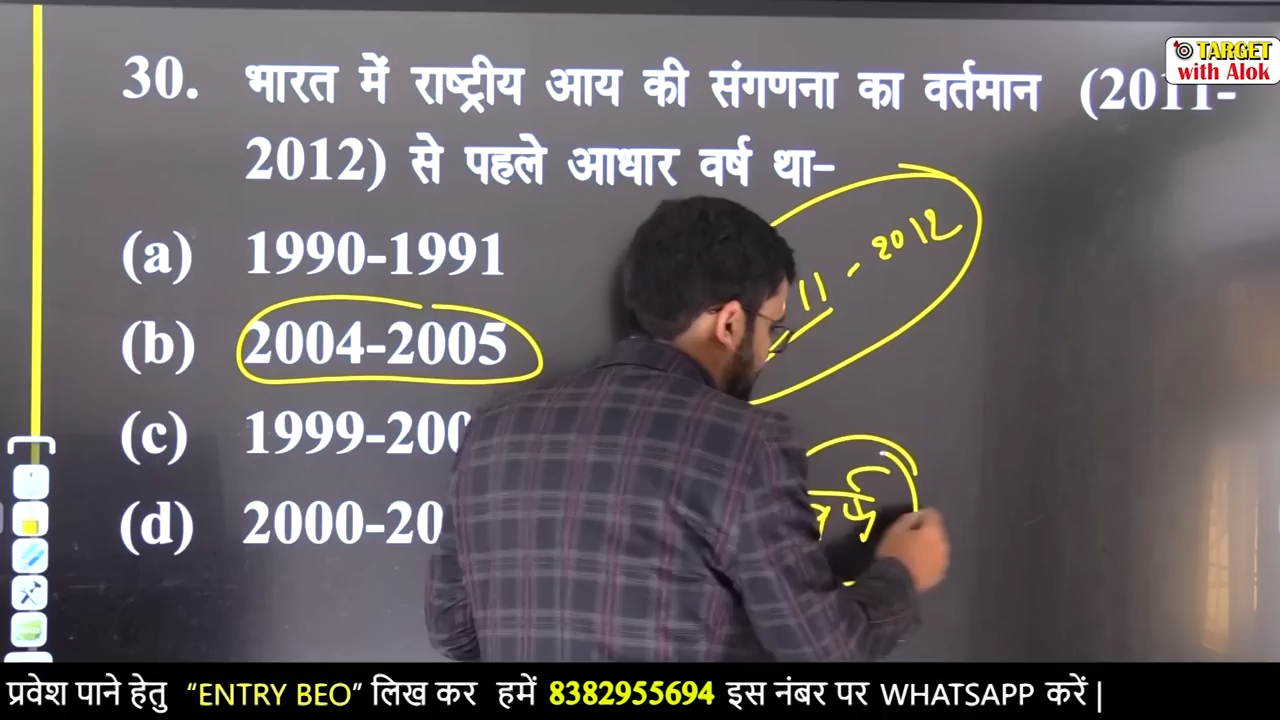 TARGET
with Alok
30. भारत में राष्ट्रीय आय की संगणना का वर्तमान (2011-
2012) से पहले आधार वर्ष था-
(a) 1990-1991
11 - 2012
(b) 2004-2005
(c) 1999-200
(d) 2000-20
प्रवेश पाने हेतु “ENTRY BEO” लिख कर हमें 8382955694 इस नंबर पर WHATSAPP करें |